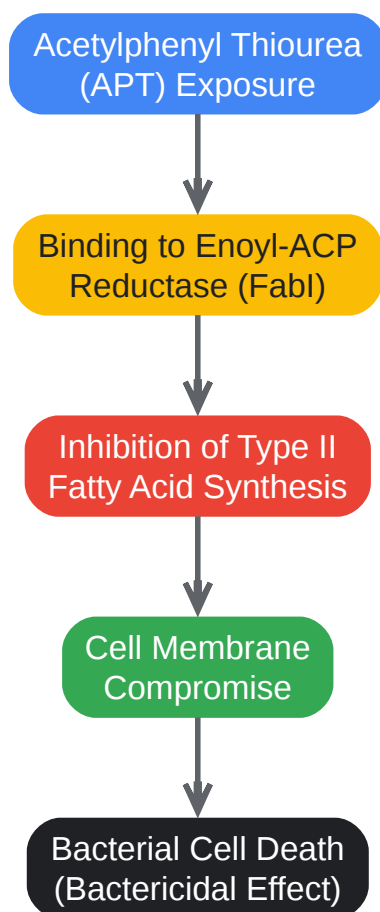 Acetylphenyl Thiourea
(APT) Exposure
Binding to Enoyl-ACP
Reductase (FabI)
Inhibition of Type II
Fatty Acid Synthesis
Cell Membrane
Compromise
Bacterial Cell Death
(Bactericidal Effect)